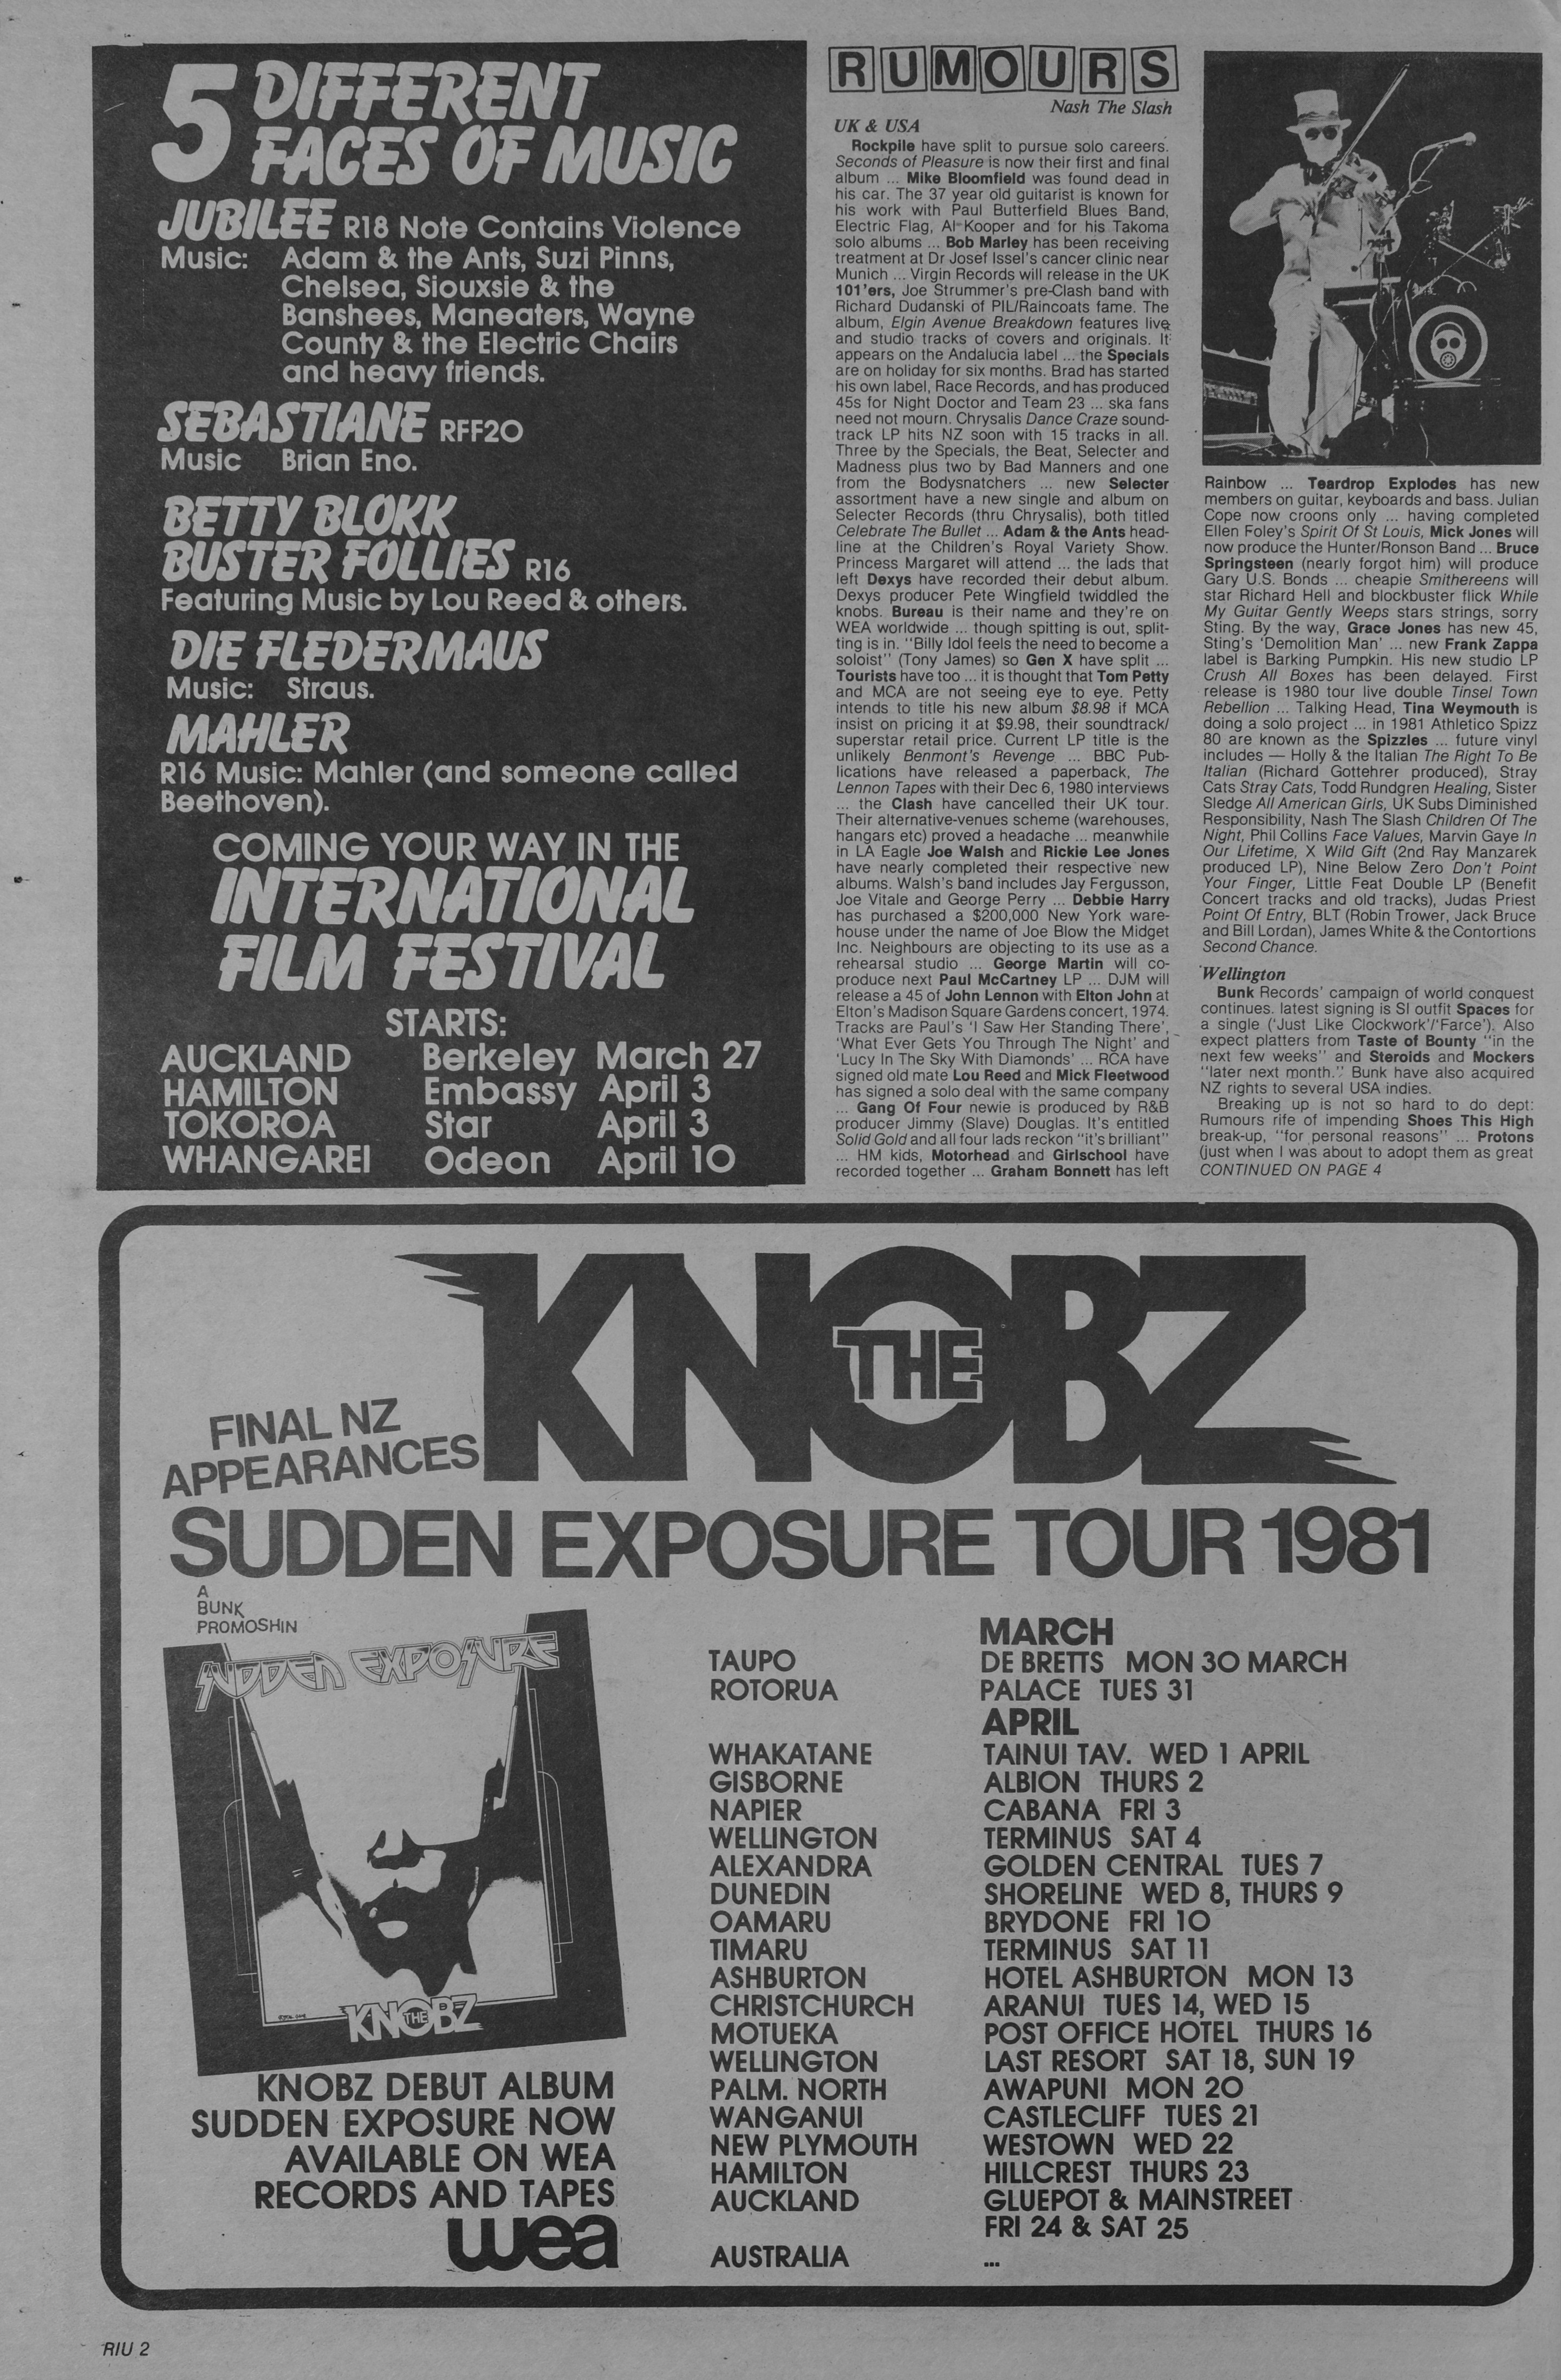 5 DIFFERENT
FACES OF MUSIC
JUBILEE R18 Note Contains Violence
Music: Adam & the Ants, Suzi Pinns,
Chelsea, Siouxsie & the
Banshees, Maneaters, Wayne
County & the Electric Chairs
and heavy friends.
SEBASTIANE RFF20
Music Brian Eno.
BETTY BLOKK
BUSTER FOLLIES R16
Featuring Music by Lou Reed & others.
DIE FLEDERMAUS
Music: Straus.
MAHLER
R16 Music: Mahler (and someone called
Beethoven).
COMING YOUR WAY IN THE
INTERNATIONAL
FILM FESTIVAL
STARTS:
AUCKLAND Berkeley March 27
HAMILTON Embassy April 3
TOKOROA Star April 3
WHANGAREI Odeon April 10
RUMOURS
Nash The Slash
UK & USA
Rockpile have split to pursue solo careers.
Seconds of Pleasure is now their first and final
album ... Mike Bloomfield was found dead in
his car. The 37 year old guitarist is known for
his work with Paul Butterfield Blues Band,
Electric Flag, Al Kooper and for his Takoma
solo albums ... Bob Marley has been receiving
treatment at Dr Josef Issel's cancer clinic near
Munich ... Virgin Records will release in the UK
101'ers, Joe Strummer's pre-Clash band with
Richard Dudanski of PIL/Raincoats fame. The
album, Elgin Avenue Breakdown features live
and studio tracks of covers and originals. It
appears on the Andalucia label ... the Specials
are on holiday for six months. Brad has started
his own label, Race Records, and has produced
45s for Night Doctor and Team 23 ... ska fans
need not mourn. Chrysalis Dance Craze sound-
track LP hits NZ soon with 15 tracks in all.
Three by the Specials, the Beat, Selecter and
Madness plus two by Bad Manners and one
from the Bodysnatchers ... new Selecter
assortment have a new single and album on
Selecter Records (thru Chrysalis), both titled
Celebrate The Bullet ... Adam & the Ants head-
line at the Children's Royal Variety Show.
Princess Margaret will attend ... the lads that
left Dexys have recorded their debut album.
Dexys producer Pete Wingfield twiddled the
knobs. Bureau is their name and they're on
WEA worldwide ... though spitting is out, split-
ting is in. "Billy Idol feels the need to become a
soloist" (Tony James) so Gen X have split ...
Tourists have too ... it is thought that Tom Petty
and MCA are not seeing eye to eye. Petty
intends to title his new album $8.98 if MCA
insist on pricing it at $9.98, their soundtrack/
superstar retail price. Current LP title is the
unlikely Benmont's Revenge ... BBC Pub-
lications have released a paperback, The
Lennon Tapes with their Dec 6, 1980 interviews
... the Clash have cancelled their UK tour.
Their alternative-venues scheme (warehouses,
hangars etc) proved a headache ... meanwhile
in LA Eagle Joe Walsh and Rickie Lee Jones
have nearly completed their respective new
albums. Walsh's band includes Jay Fergusson,
Joe Vitale and George Perry ... Debbie Harry
has purchased a $200,000 New York ware-
house under the name of Joe Blow the Midget
Inc. Neighbours are objecting to its use as a
rehearsal studio ... George Martin will co-
produce next Paul McCartney LP ... DJM will
release a 45 of John Lennon with Elton John at
Elton's Madison Square Gardens concert, 1974.
Tracks are Paul's 'I Saw Her Standing There',
'What Ever Gets You Through The Night' and
'Lucy In The Sky With Diamonds' ... RCA have
signed old mate Lou Reed and Mick Fleetwood
has signed a solo deal with the same company
... Gang Of Four newie is produced by R&B
producer Jimmy (Slave) Douglas. It's entitled
Solid Gold and all four lads reckon "it's brilliant"
... HM kids, Motorhead and Girlschool have
recorded together ... Graham Bonnett has left
Rainbow ... Teardrop Explodes has new
members on guitar, keyboards and bass. Julian
Cope now croons only ... having completed
Ellen Foley's Spirit Of St Louis, Mick Jones will
now produce the Hunter/Ronson Band ... Bruce
Springsteen (nearly forgot him) will produce
Gary U.S. Bonds ... cheapie Smithereens will
star Richard Hell and blockbuster flick While
My Guitar Gently Weeps stars strings, sorry
Sting. By the way, Grace Jones has new 45,
Sting's 'Demolition Man' ... new Frank Zappa
label is Barking Pumpkin. His new studio LP
Crush All Boxes has been delayed. First
release is 1980 tour live double Tinsel Town
Rebellion ... Talking Head, Tina Weymouth is
doing a solo project ... in 1981 Athletico Spizz
80 are known as the Spizzles ... future vinyl
includes — Holly & the Italian The Right To Be
Italian (Richard Gottehrer produced), Stray
Cats Stray Cats, Todd Rundgren Healing, Sister
Sledge All American Girls, UK Subs Diminished
Responsibility, Nash The Slash Children Of The
Night, Phil Collins Face Values, Marvin Gaye In
Our Lifetime, X Wild Gift (2nd Ray Manzarek
produced LP), Nine Below Zero Don't Point
Your Finger, Little Feat Double LP (Benefit
Concert tracks and old tracks), Judas Priest
Point Of Entry, BLT (Robin Trower, Jack Bruce
and Bill Lordan), James White & the Contortions
Second Chance.
Wellington
Bunk Records' campaign of world conquest
continues. latest signing is SI outfit Spaces for
a single ('Just Like Clockwork'/'Farce'). Also
expect platters from Taste of Bounty "in the
next few weeks" and Steroids and Mockers
"later next month." Bunk have also acquired
NZ rights to several USA indies.
Breaking up is not so hard to do dept:
Rumours rife of impending Shoes This High
break-up, "for personal reasons" ... Protons
(just when I was about to adopt them as great
CONTINUED ON PAGE 4
THE KNOBZ
FINAL NZ
APPEARANCES
SUDDEN EXPOSURE TOUR 1981
A
BUNK
PROMOSHIN
SUDDEN EXPOSURE
THE KNOBZ
KNOBZ DEBUT ALBUM
SUDDEN EXPOSURE NOW
AVAILABLE ON WEA
RECORDS AND TAPES
wea
MARCH
TAUPO DE BRETTS MON 30 MARCH
ROTORUA PALACE TUES 31
APRIL
WHAKATANE TAINUI TAV. WED 1 APRIL
GISBORNE ALBION THURS 2
NAPIER CABANA FRI 3
WELLINGTON TERMINUS SAT 4
ALEXANDRA GOLDEN CENTRAL TUES 7
DUNEDIN SHORELINE WED 8, THURS 9
OAMARU BRYDONE FRI 10
TIMARU TERMINUS SAT 11
ASHBURTON HOTEL ASHBURTON MON 13
CHRISTCHURCH ARANUI TUES 14, WED 15
MOTUEKA POST OFFICE HOTEL THURS 16
WELLINGTON LAST RESORT SAT 18, SUN 19
PALM. NORTH AWAPUNI MON 20
WANGANUI CASTLECLIFF TUES 21
NEW PLYMOUTH WESTOWN WED 22
HAMILTON HILLCREST THURS 23
AUCKLAND GLUEPOT & MAINSTREET
FRI 24 & SAT 25
AUSTRALIA ...
RIU 2